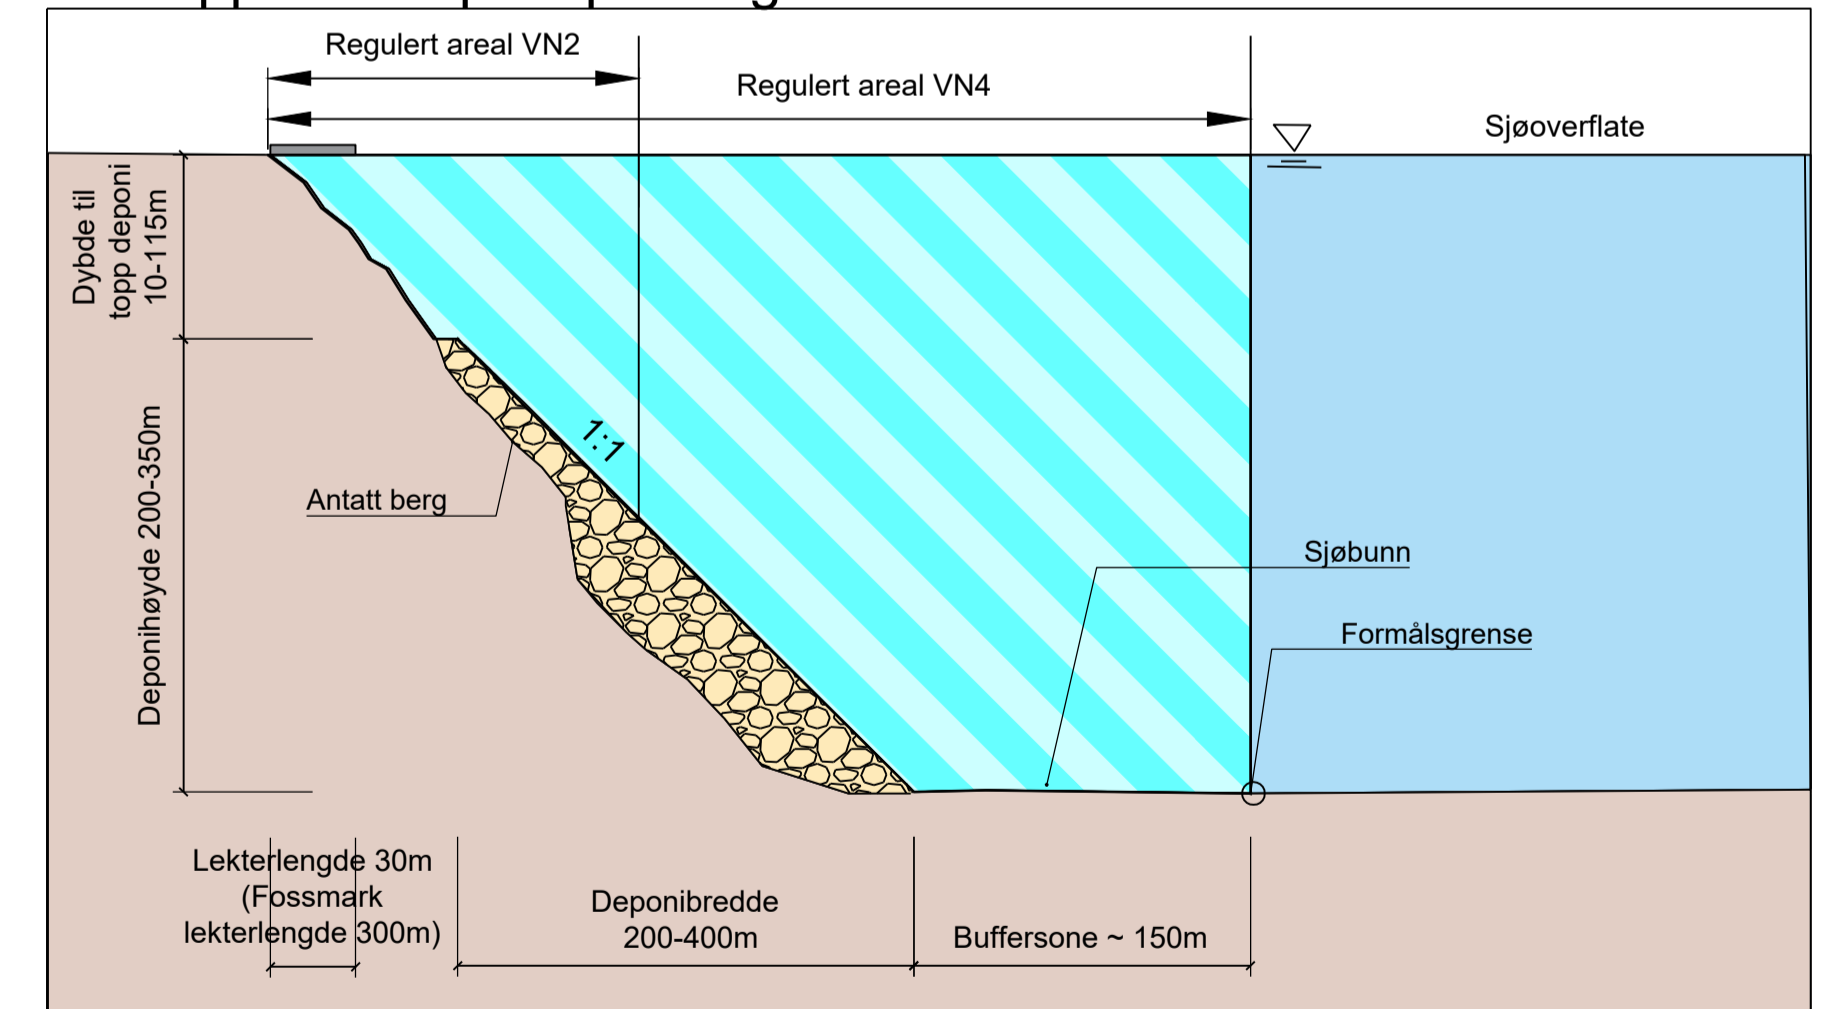 Regulert areal VN2
Regulert areal VN4
Sjøoverflate
Dybde til
topp deponi
10-115m
1:1
Antatt berg
Deponihøyde 200-350m
Sjøbunn
Formålsgrense
Lekterlengde 30m
(Fossmark
lekterlengde 300m)
Deponibredde
200-400m
Buffersone ~ 150m